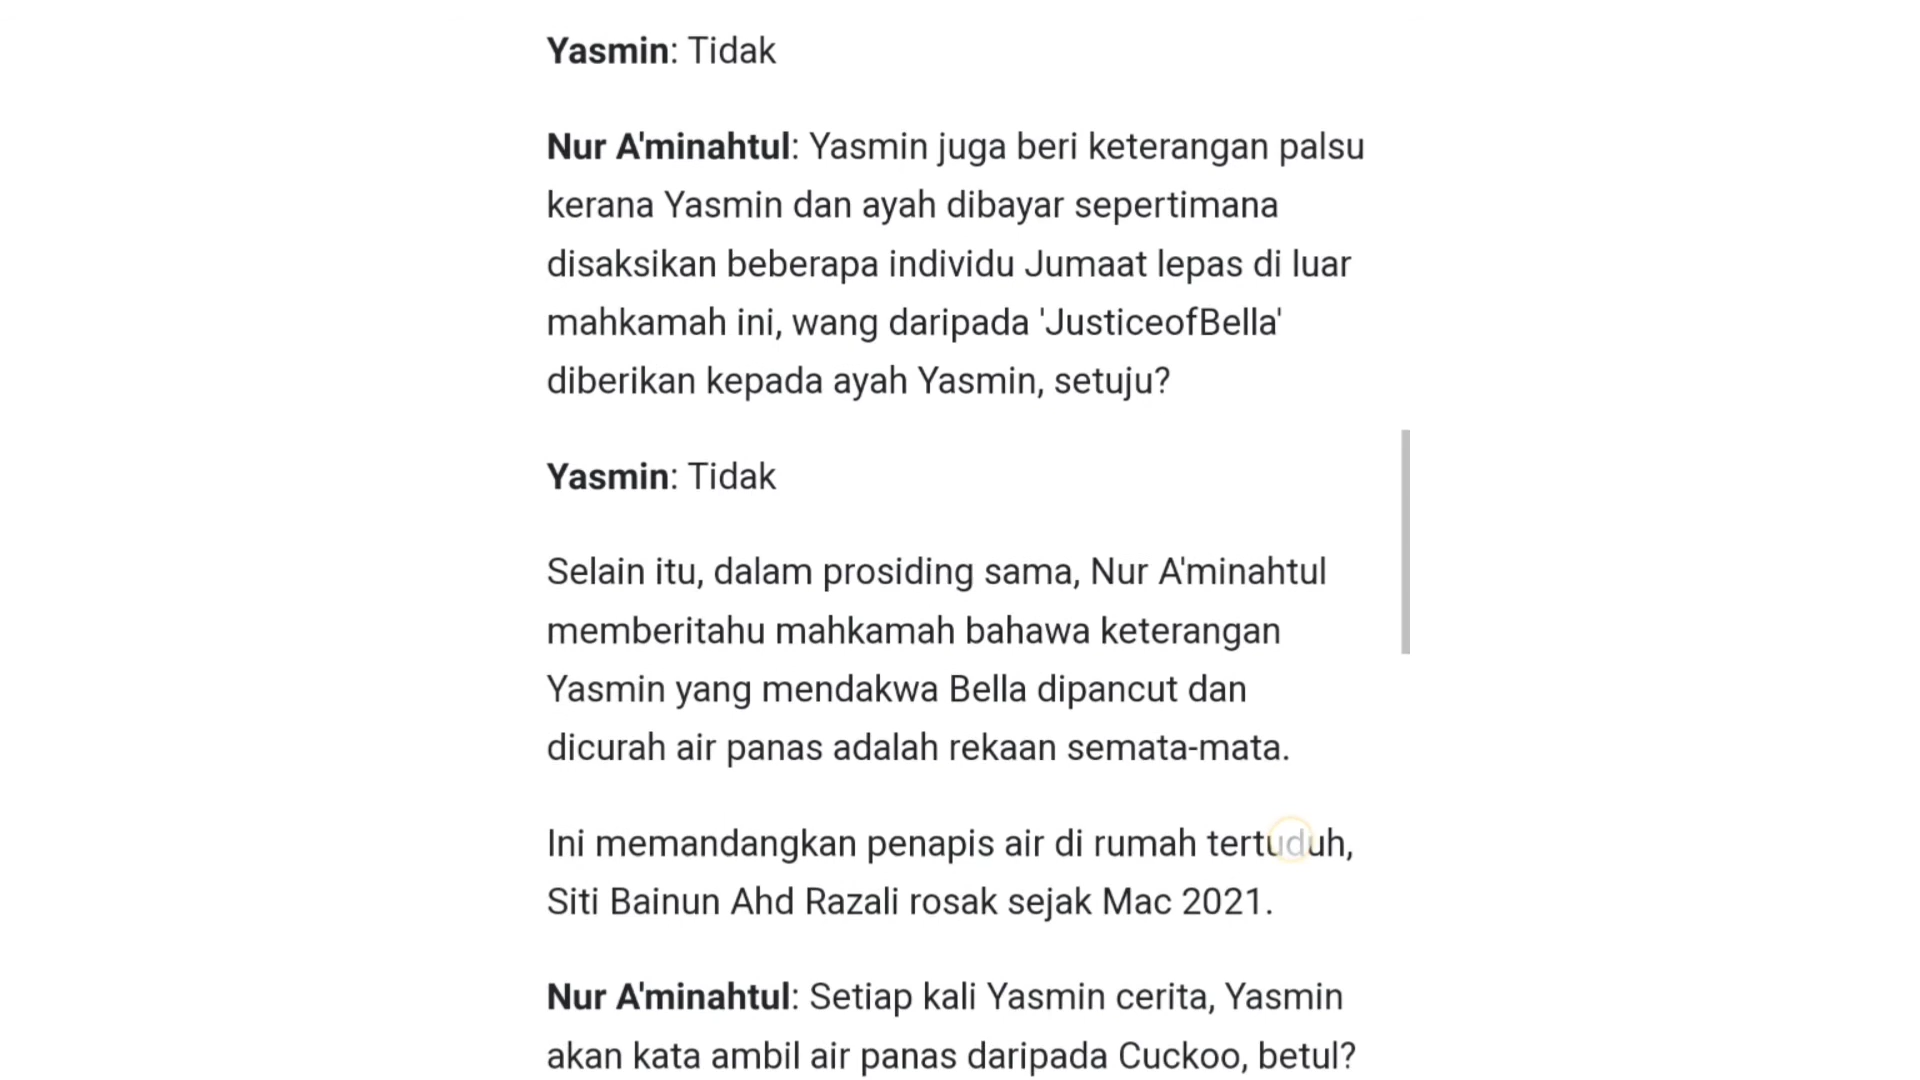 Yasmin: Tidak
Nur A'minahtul: Yasmin juga beri keterangan palsu
kerana Yasmin dan ayah dibayar sepertimana
disaksikan beberapa individu Jumaat lepas di luar
mahkamah ini, wang daripada 'JusticeofBella'
diberikan kepada ayah Yasmin, setuju?
Yasmin: Tidak
Selain itu, dalam prosiding sama, Nur A'minahtul
memberitahu mahkamah bahawa keterangan
Yasmin yang mendakwa Bella dipancut dan
dicurah air panas adalah rekaan semata-mata.
Ini memandangkan penapis air di rumah tertuduh,
Siti Bainun Ahd Razali rosak sejak Mac 2021.
Nur A'minahtul: Setiap kali Yasmin cerita, Yasmin
akan kata ambil air panas daripada Cuckoo, betul?